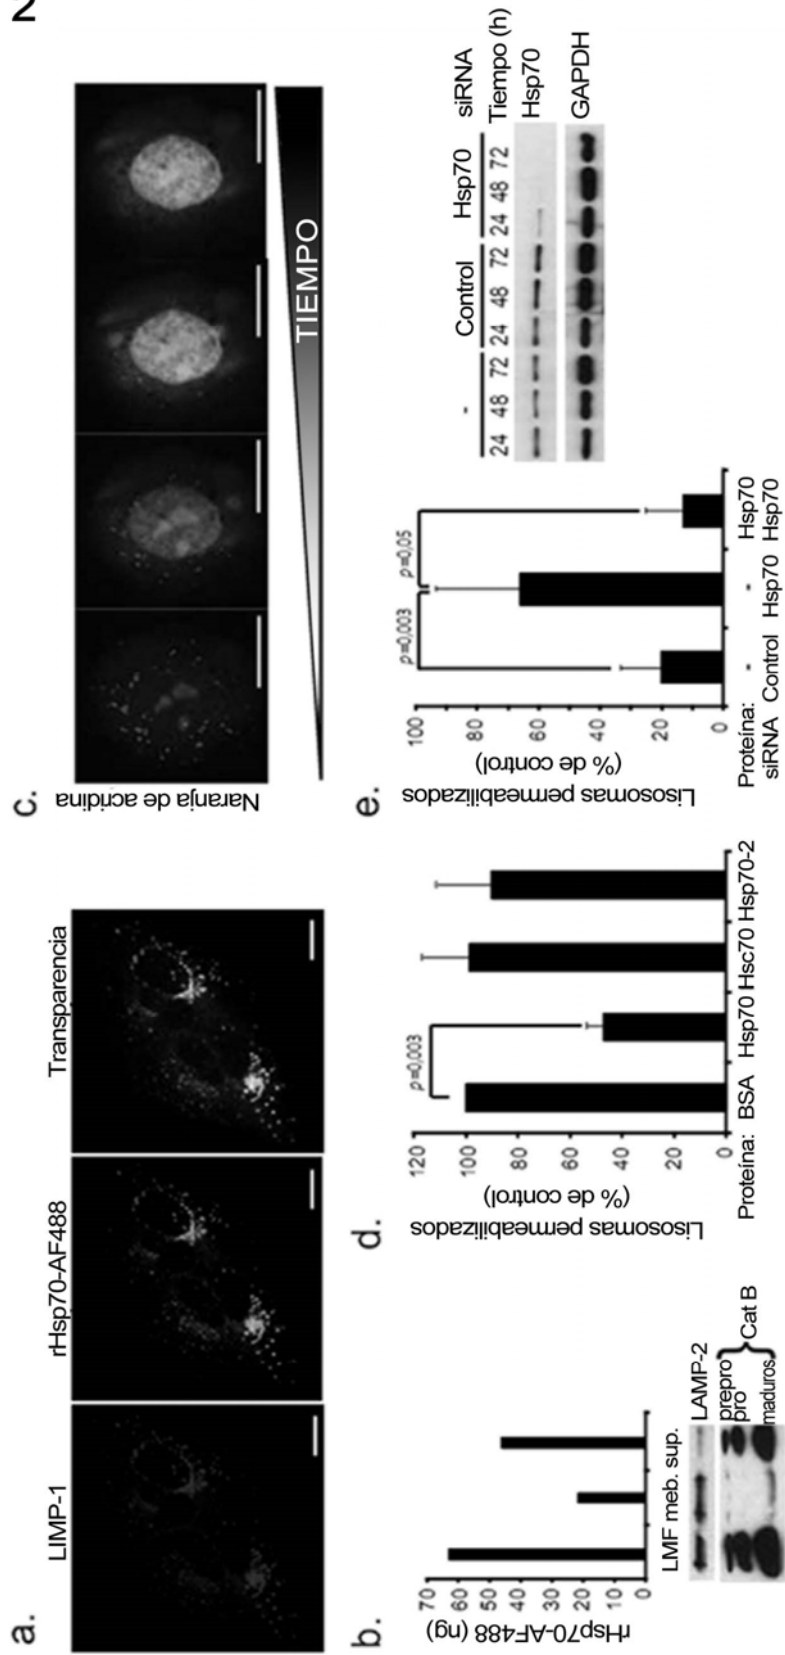 2
a.
LIMP-1
rHsp70-AF488
Transparencia
b.
rHsp70-AF488 (ng)
70
60
50
40
30
20
10
0
LMF meb. sup.
LAMP-2
prepro
pro
maduros
Cat B
c.
Naranja de acridina
TIEMPO
d.
Lisosomas permeabilizados
(% de control)
120
100
80
60
40
20
0
p=0,003
Proteína: BSA Hsp70 Hsc70 Hsp70-2
e.
Lisosomas permeabilizados
(% de control)
100
80
60
40
20
0
p=0,003
p=0,05
Proteína: - - Hsp70
siRNA Control Hsp70 Hsp70
- Control Hsp70 siRNA
24 48 72 24 48 72 24 48 72 Tiempo (h)
Hsp70
GAPDH